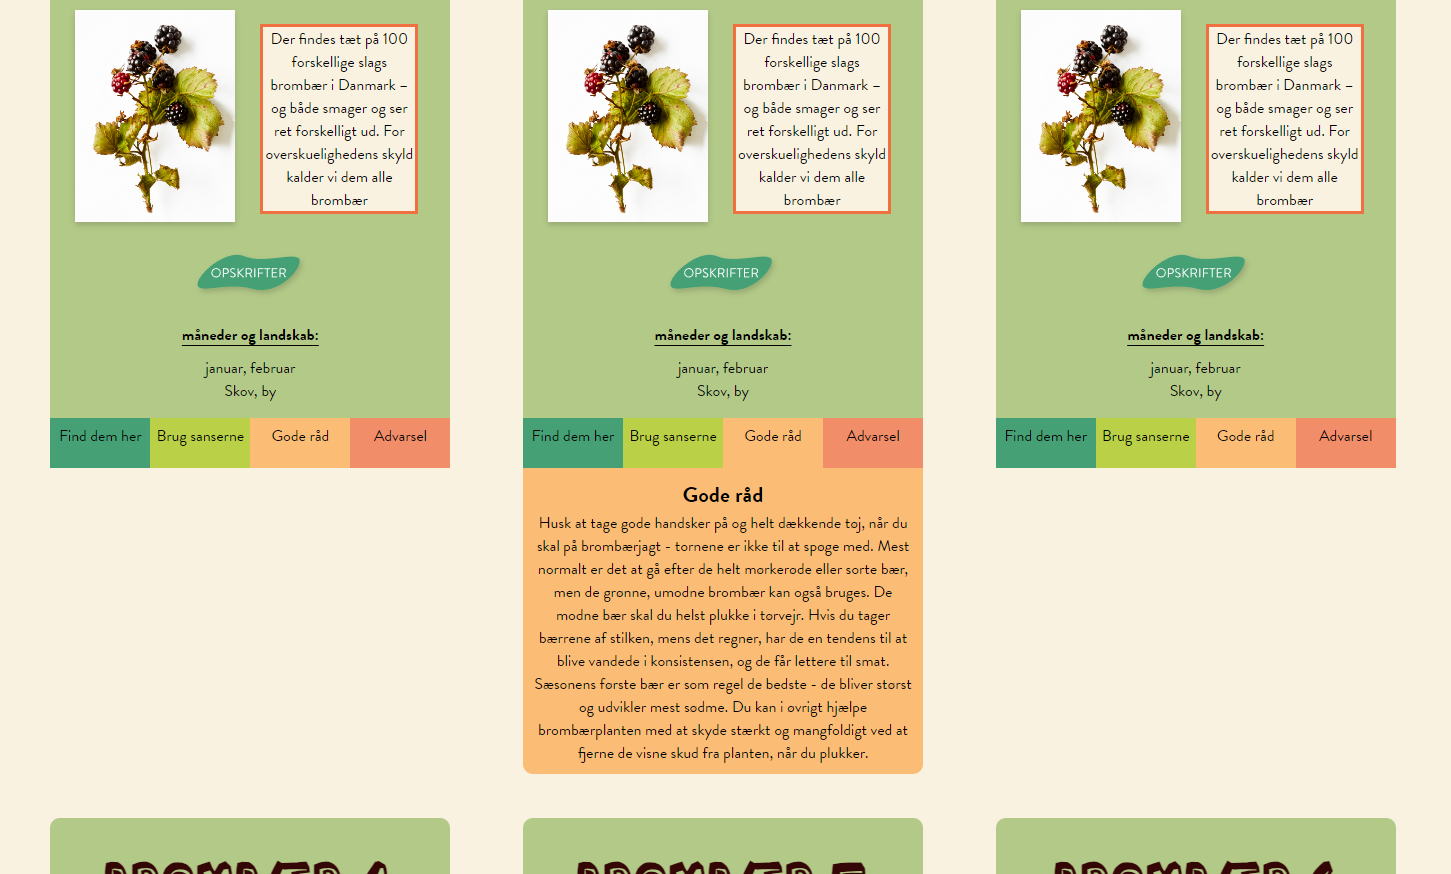 Der findes tæt på 100
forskellige slags
brombær i Danmark –
og både smager og ser
ret forskelligt ud. For
overskuelighedens skyld
kalder vi dem alle
brombær
OPSKRIFTER
måneder og landskab:
januar, februar
Skov, by
Find dem her
Brug sanserne
Gode råd
Advarsel
Der findes tæt på 100
forskellige slags
brombær i Danmark –
og både smager og ser
ret forskelligt ud. For
overskuelighedens skyld
kalder vi dem alle
brombær
OPSKRIFTER
måneder og landskab:
januar, februar
Skov, by
Find dem her
Brug sanserne
Gode råd
Advarsel
Gode råd
Husk at tage gode handsker på og helt dækkende tøj, når du
skal på brombærjagt - tornene er ikke til at spøge med. Mest
normalt er det at gå efter de helt mørkerøde eller sorte bær,
men de grønne, umodne brombær kan også bruges. De
modne bær skal du helst plukke i tørvejr. Hvis du tager
bærrene af stilken, mens det regner, har de en tendens til at
blive vandede i konsistensen, og de får lettere til smat.
Sæsonens første bær er som regel de bedste - de bliver størst
og udvikler mest sødme. Du kan i øvrigt hjælpe
brombærplanten med at skyde stærkt og mangfoldigt ved at
fjerne de visne skud fra planten, når du plukker.
Der findes tæt på 100
forskellige slags
brombær i Danmark –
og både smager og ser
ret forskelligt ud. For
overskuelighedens skyld
kalder vi dem alle
brombær
OPSKRIFTER
måneder og landskab:
januar, februar
Skov, by
Find dem her
Brug sanserne
Gode råd
Advarsel